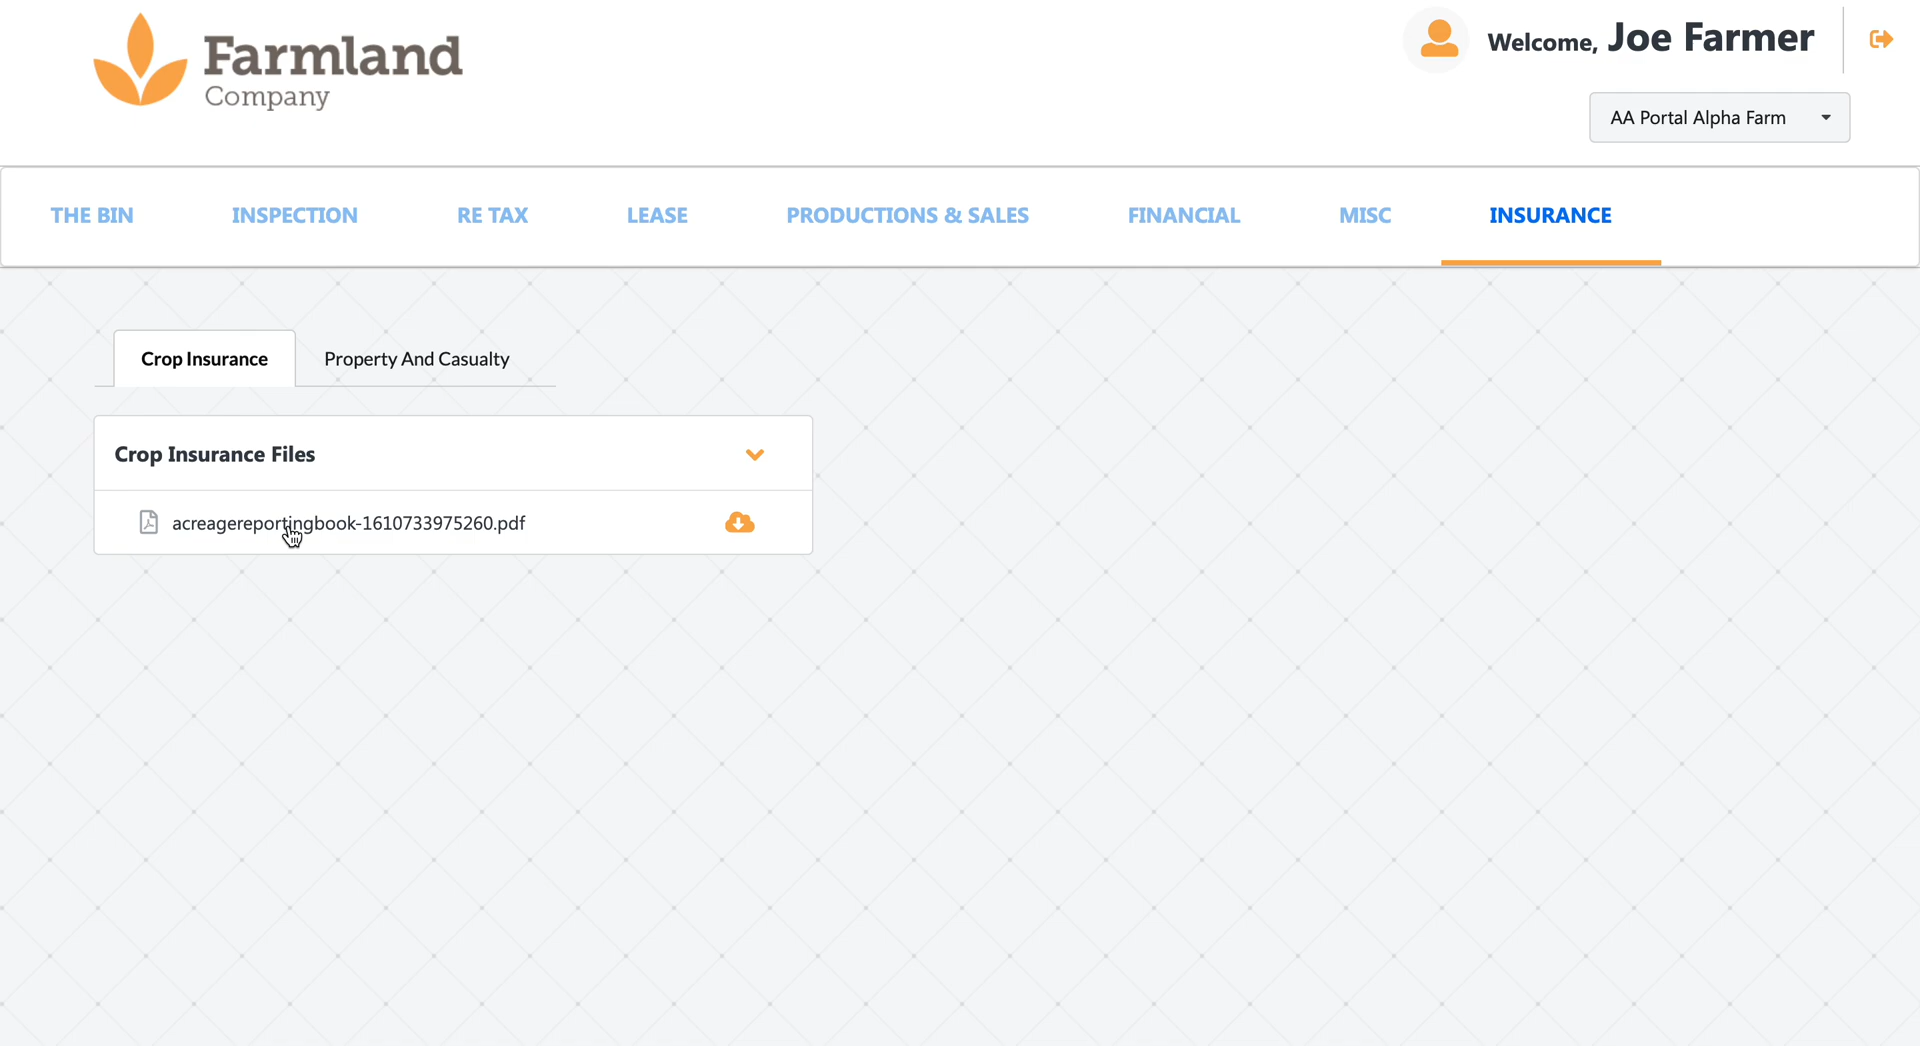 Farmland
Company
Welcome, Joe Farmer
AA Portal Alpha Farm
THE BIN INSPECTION RE TAX LEASE PRODUCTIONS & SALES FINANCIAL MISC INSURANCE
Crop Insurance Property And Casualty
Crop Insurance Files
acreagereportingbook-1610733975260.pdf